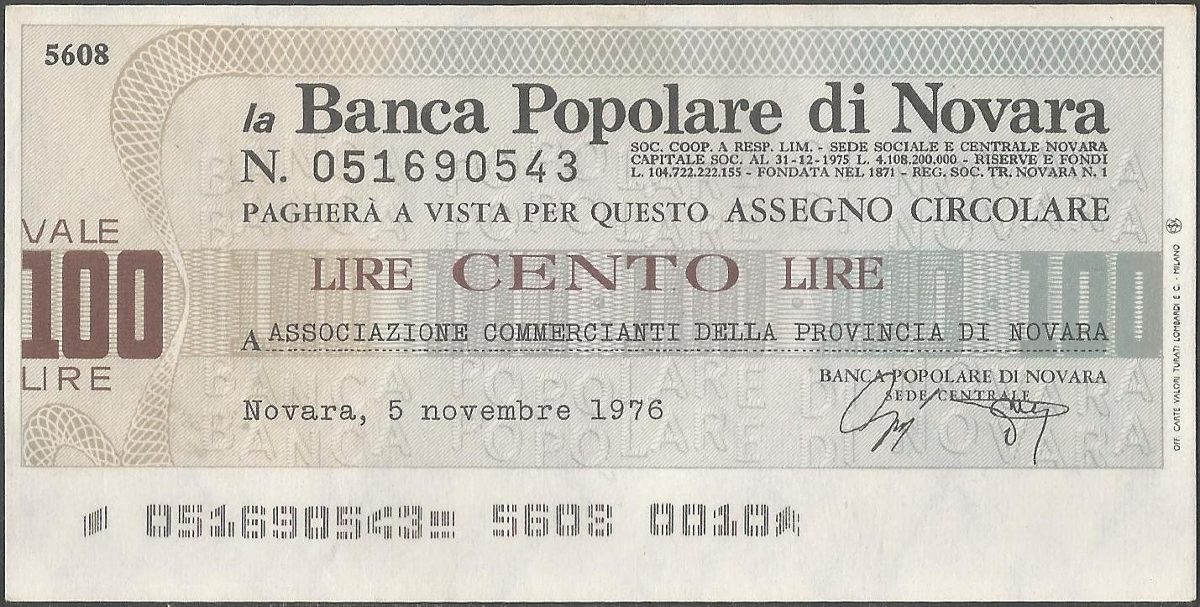 5608
la Banca Popolare di Novara
N. 051690543
SOC. COOP. A RESP. LIM. - SEDE SOCIALE E CENTRALE NOVARA
CAPITALE SOC. AL 31-12-1975 L. 4.108.200.000 - RISERVE E FONDI
L. 104.722.222.155 - FONDATA NEL 1871 - REG. SOC. TR. NOVARA N. 1
PAGHERÀ A VISTA PER QUESTO ASSEGNO CIRCOLARE
VALE
100
LIRE
LIRE CENTO LIRE
100
A ASSOCIAZIONE COMMERCIANTI DELLA PROVINCIA DI NOVARA
BANCA POPOLARE DI NOVARA
SEDE CENTRALE
Novara, 5 novembre 1976
OFF. CARTE VALORI TURATI LOMBARDI E C. - MILANO
051690543 5608 0010